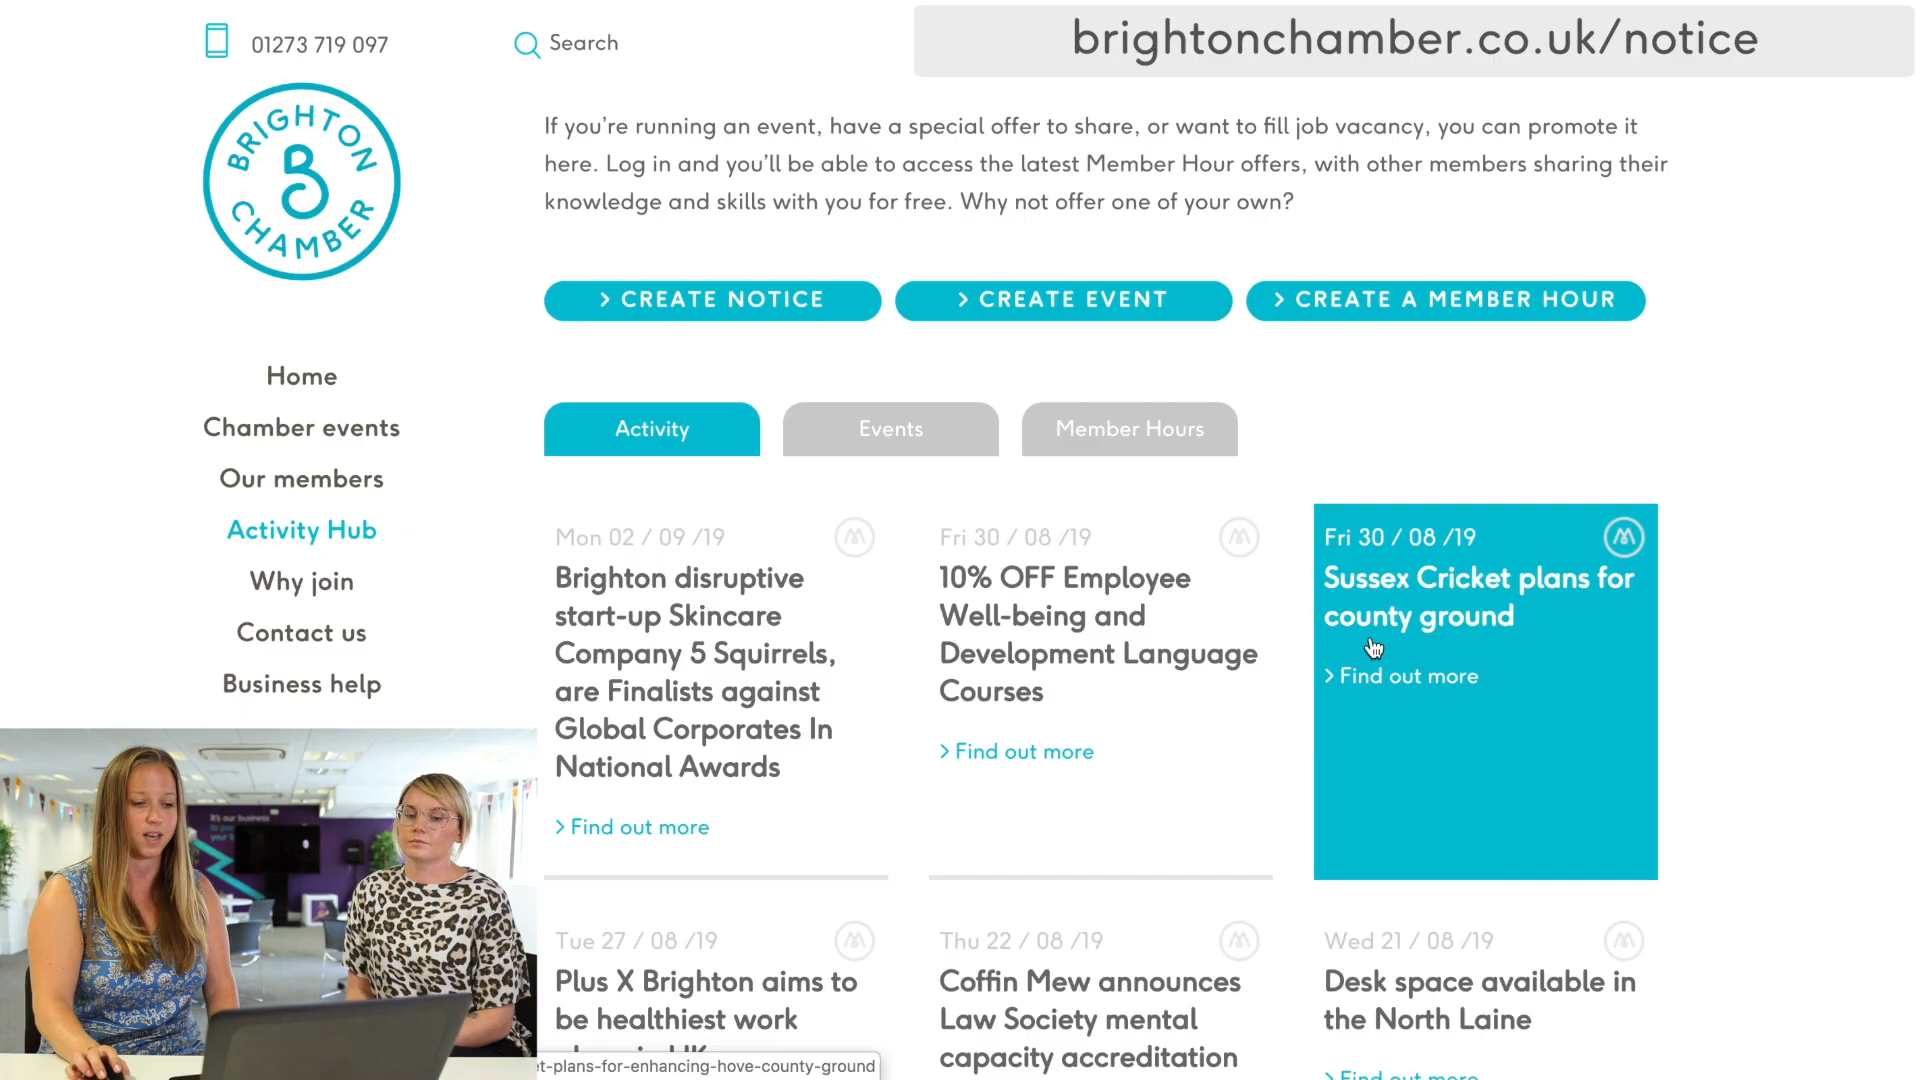 01273 719 097
Search
brightonchamber.co.uk/notice
BRIGHTON
B
CHAMBER
If you're running an event, have a special offer to share, or want to fill job vacancy, you can promote it
here. Log in and you'll be able to access the latest Member Hour offers, with other members sharing their
knowledge and skills with you for free. Why not offer one of your own?
> CREATE NOTICE
> CREATE EVENT
> CREATE A MEMBER HOUR
Home
Chamber events
Our members
Activity Hub
Why join
Contact us
Business help
Activity
Events
Member Hours
Mon 02 / 09 /19
Brighton disruptive
start-up Skincare
Company 5 Squirrels,
are Finalists against
Global Corporates In
National Awards
> Find out more
Fri 30 / 08 /19
10% OFF Employee
Well-being and
Development Language
Courses
> Find out more
Fri 30 / 08 /19
Sussex Cricket plans for
county ground
> Find out more
Tue 27 / 08 /19
Plus X Brighton aims to
be healthiest work
Thu 22 / 08 /19
Coffin Mew announces
Law Society mental
capacity accreditation
Wed 21 / 08 /19
Desk space available in
the North Laine
> Find out more
It's our business
et-plans-for-enhancing-hove-county-ground